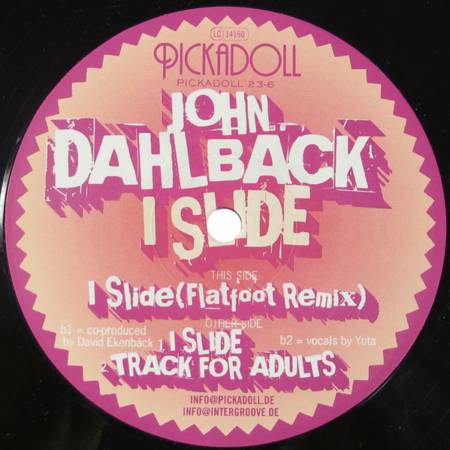 LC 14160
PICKADOLL
PICKADOLL 23-6
JOHN
DAHLBACK
I SLIDE
THIS SIDE
I Slide (Flatfoot Remix)
OTHER SIDE
b1 = co-produced
by David Ekenbäck
1 I SLIDE
b2 = vocals by Yota
2 TRACK FOR ADULTS
INFO@PICKADOLL.DE
INFO@INTERGROOVE.DE